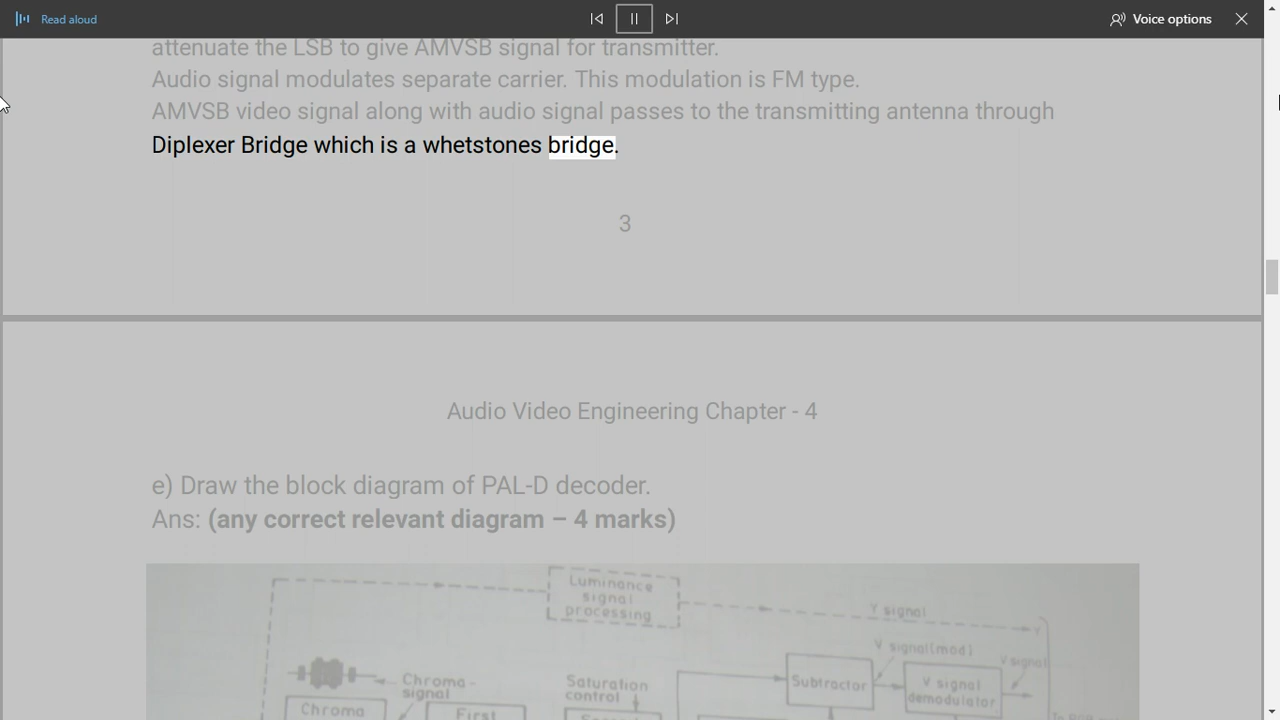 Read aloud
Voice options
attenuate the LSB to give AMVSB signal for transmitter.
Audio signal modulates separate carrier. This modulation is FM type.
AMVSB video signal along with audio signal passes to the transmitting antenna through
Diplexer Bridge which is a whetstones bridge.
3
Audio Video Engineering Chapter - 4
e) Draw the block diagram of PAL-D decoder.
Ans: (any correct relevant diagram – 4 marks)
Luminance
signal
processing
Y signal
Y
V signal(mod)
V signal
Chroma-
signal
Saturation
control
Subtractor
V signal
demodulator
Chroma
First